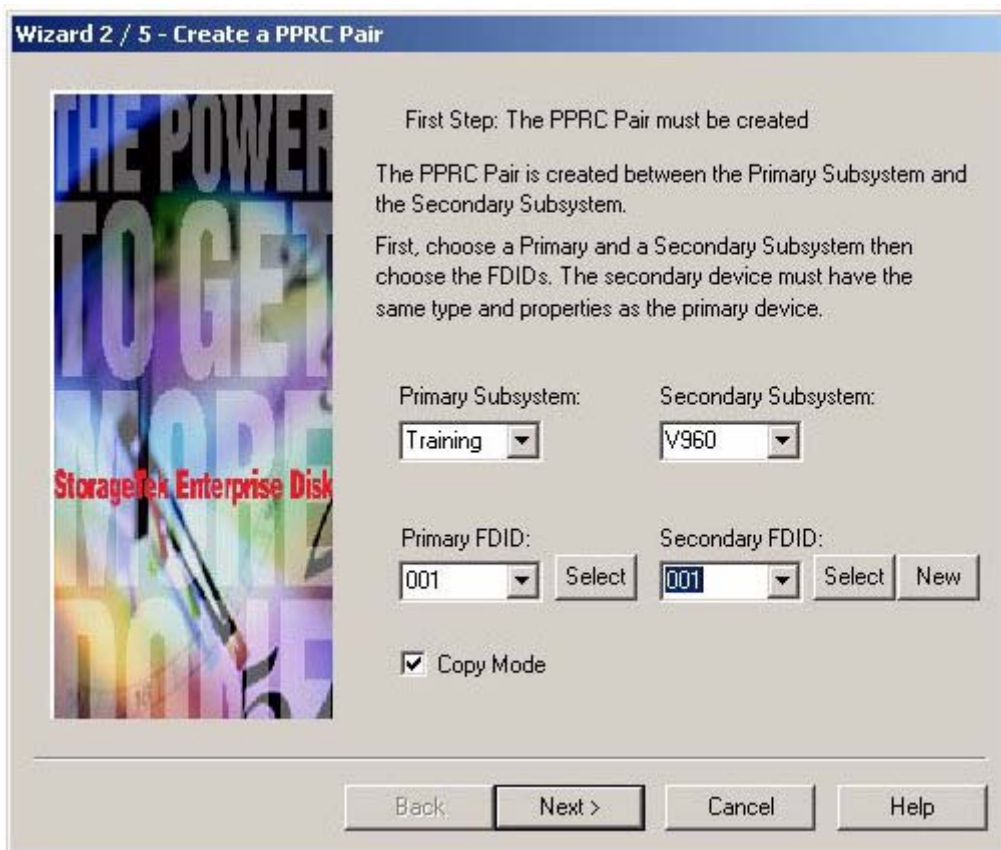 Wizard 2 / 5 - Create a PPRC Pair
THE POWER
TO GET
MORE
StorageTek Enterprise Disk
DONE
First Step: The PPRC Pair must be created
The PPRC Pair is created between the Primary Subsystem and
the Secondary Subsystem.
First, choose a Primary and a Secondary Subsystem then
choose the FDIDs. The secondary device must have the
same type and properties as the primary device.
Primary Subsystem: Secondary Subsystem:
Training V960
Primary FDID: Secondary FDID:
001 Select 001 Select New
Copy Mode
Back Next > Cancel Help